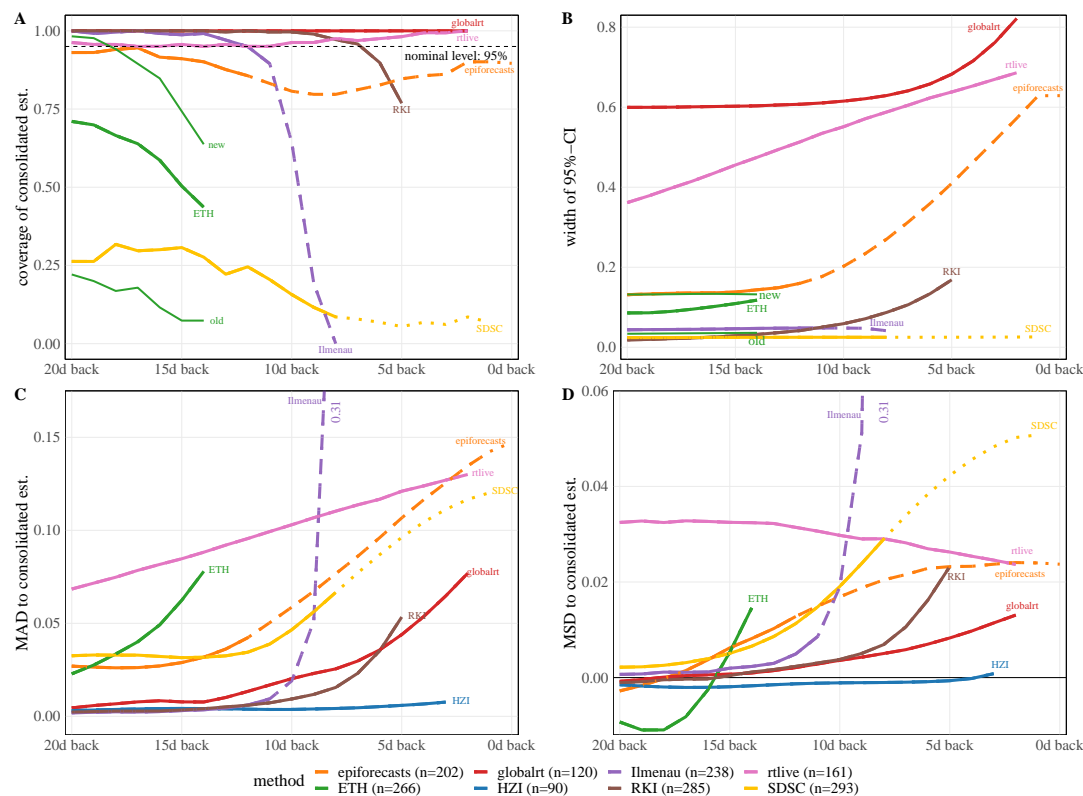 A
coverage of consolidated est.
1.00
0.75
0.50
0.25
0.00
globalrt
rtlive
nominal level: 95%
epiforecasts
RKI
new
ETH
old
SDSC
Ilmenau
20d back
15d back
10d back
5d back
0d back
B
width of 95%−CI
0.8
0.6
0.4
0.2
0.0
globalrt
rtlive
epiforecasts
RKI
new
ETH
Ilmenau
old
SDSC
20d back
15d back
10d back
5d back
0d back
C
MAD to consolidated est.
0.15
0.10
0.05
0.00
Ilmenau
0.31
epiforecasts
rtlive
SDSC
ETH
globalrt
RKI
HZI
20d back
15d back
10d back
5d back
0d back
D
MSD to consolidated est.
0.06
0.04
0.02
0.00
Ilmenau
0.31
SDSC
rtlive
epiforecasts
RKI
ETH
globalrt
HZI
20d back
15d back
10d back
5d back
0d back
method
epiforecasts (n=202)
globalrt (n=120)
Ilmenau (n=238)
rtlive (n=161)
ETH (n=266)
HZI (n=90)
RKI (n=285)
SDSC (n=293)